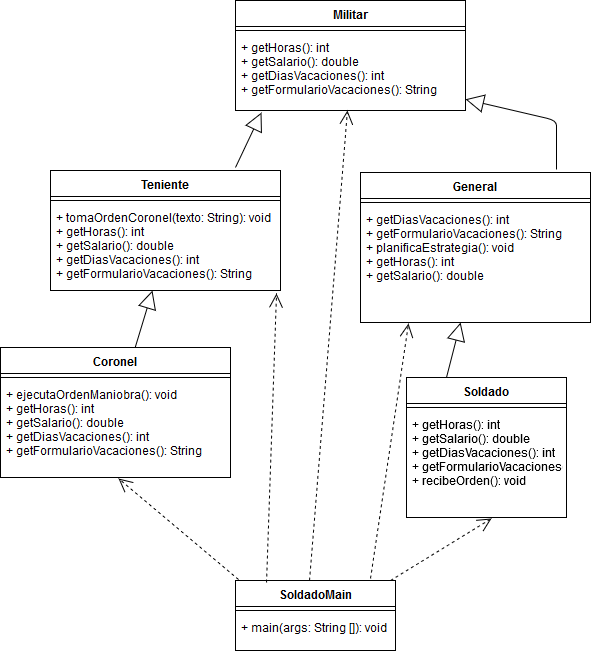 Militar
+ getHoras(): int
+ getSalario(): double
+ getDiasVacaciones(): int
+ getFormularioVacaciones(): String
Teniente
+ tomaOrdenCoronel(texto: String): void
+ getHoras(): int
+ getSalario(): double
+ getDiasVacaciones(): int
+ getFormularioVacaciones(): String
General
+ getDiasVacaciones(): int
+ getFormularioVacaciones(): String
+ planificaEstrategia(): void
+ getHoras(): int
+ getSalario(): double
Coronel
+ ejecutaOrdenManiobra(): void
+ getHoras(): int
+ getSalario(): double
+ getDiasVacaciones(): int
+ getFormularioVacaciones(): String
Soldado
+ getHoras(): int
+ getSalario(): double
+ getDiasVacaciones(): int
+ getFormularioVacaciones
+ recibeOrden(): void
SoldadoMain
+ main(args: String []): void